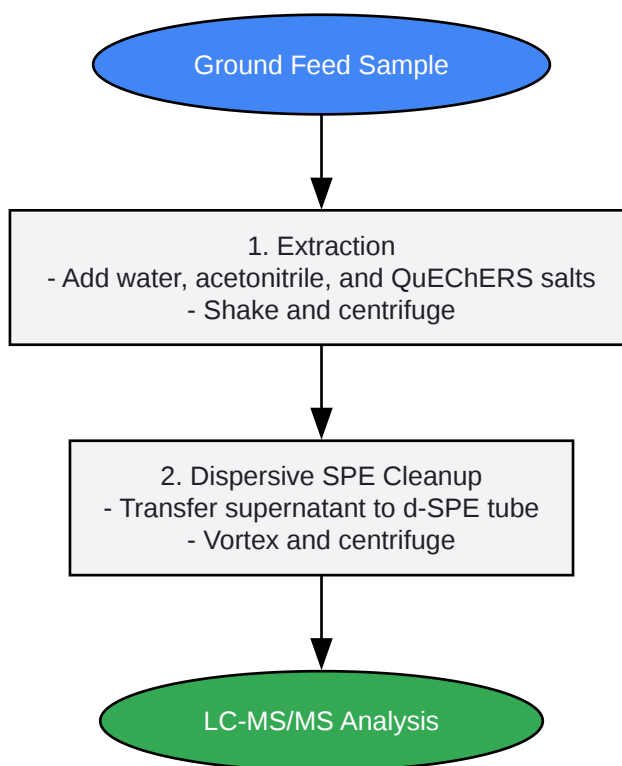 Ground Feed Sample
1. Extraction
- Add water, acetonitrile, and QuEChERS salts
- Shake and centrifuge
2. Dispersive SPE Cleanup
- Transfer supernatant to d-SPE tube
- Vortex and centrifuge
LC-MS/MS Analysis